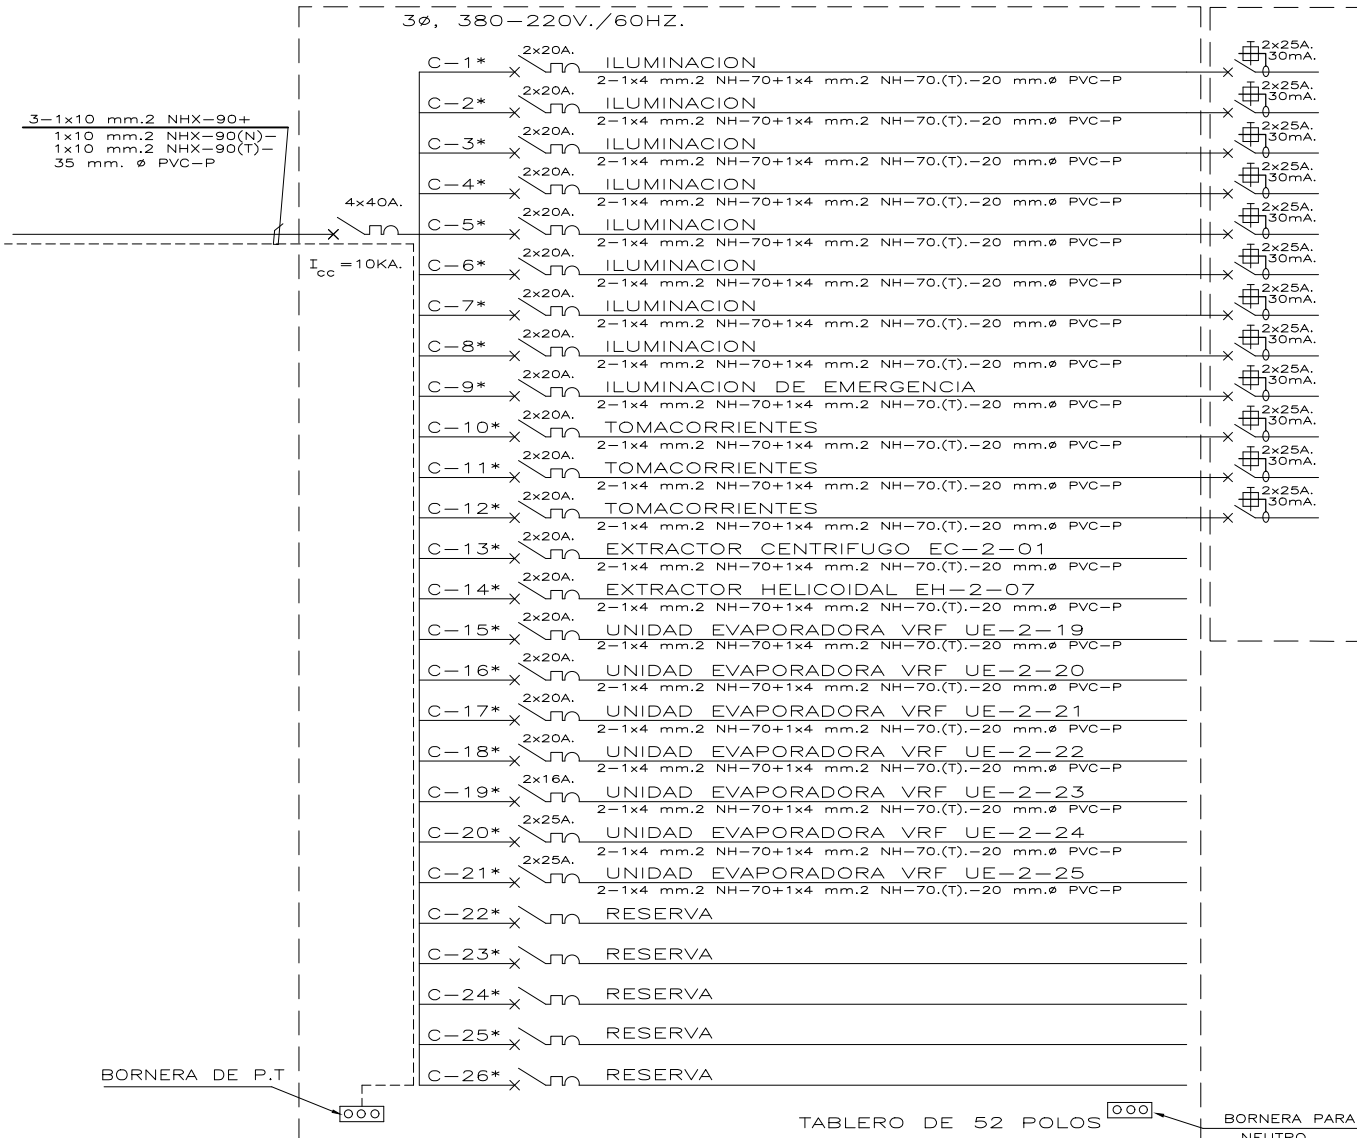 3ø, 380-220V./60HZ.
3-1x10 mm.2 NHX-90+
1x10 mm.2 NHX-90(N)-
1x10 mm.2 NHX-90(T)-
35 mm. ø PVC-P
4x40A.
Icc=10KA.
C-1* 2x20A. ILUMINACION 2x25A.
2-1x4 mm.2 NH-70+1x4 mm.2 NH-70.(T).-20 mm.ø PVC-P 30mA.
C-2* 2x20A. ILUMINACION 2x25A.
2-1x4 mm.2 NH-70+1x4 mm.2 NH-70.(T).-20 mm.ø PVC-P 30mA.
C-3* 2x20A. ILUMINACION 2x25A.
2-1x4 mm.2 NH-70+1x4 mm.2 NH-70.(T).-20 mm.ø PVC-P 30mA.
C-4* 2x20A. ILUMINACION 2x25A.
2-1x4 mm.2 NH-70+1x4 mm.2 NH-70.(T).-20 mm.ø PVC-P 30mA.
C-5* 2x20A. ILUMINACION 2x25A.
2-1x4 mm.2 NH-70+1x4 mm.2 NH-70.(T).-20 mm.ø PVC-P 30mA.
C-6* 2x20A. ILUMINACION 2x25A.
2-1x4 mm.2 NH-70+1x4 mm.2 NH-70.(T).-20 mm.ø PVC-P 30mA.
C-7* 2x20A. ILUMINACION 2x25A.
2-1x4 mm.2 NH-70+1x4 mm.2 NH-70.(T).-20 mm.ø PVC-P 30mA.
C-8* 2x20A. ILUMINACION 2x25A.
2-1x4 mm.2 NH-70+1x4 mm.2 NH-70.(T).-20 mm.ø PVC-P 30mA.
C-9* 2x20A. ILUMINACION DE EMERGENCIA 2x25A.
2-1x4 mm.2 NH-70+1x4 mm.2 NH-70.(T).-20 mm.ø PVC-P 30mA.
C-10* 2x20A. TOMACORRIENTES 2x25A.
2-1x4 mm.2 NH-70+1x4 mm.2 NH-70.(T).-20 mm.ø PVC-P 30mA.
C-11* 2x20A. TOMACORRIENTES 2x25A.
2-1x4 mm.2 NH-70+1x4 mm.2 NH-70.(T).-20 mm.ø PVC-P 30mA.
C-12* 2x20A. TOMACORRIENTES 2x25A.
2-1x4 mm.2 NH-70+1x4 mm.2 NH-70.(T).-20 mm.ø PVC-P 30mA.
C-13* 2x20A. EXTRACTOR CENTRIFUGO EC-2-01
2-1x4 mm.2 NH-70+1x4 mm.2 NH-70.(T).-20 mm.ø PVC-P
C-14* 2x20A. EXTRACTOR HELICOIDAL EH-2-07
2-1x4 mm.2 NH-70+1x4 mm.2 NH-70.(T).-20 mm.ø PVC-P
C-15* 2x20A. UNIDAD EVAPORADORA VRF UE-2-19
2-1x4 mm.2 NH-70+1x4 mm.2 NH-70.(T).-20 mm.ø PVC-P
C-16* 2x20A. UNIDAD EVAPORADORA VRF UE-2-20
2-1x4 mm.2 NH-70+1x4 mm.2 NH-70.(T).-20 mm.ø PVC-P
C-17* 2x20A. UNIDAD EVAPORADORA VRF UE-2-21
2-1x4 mm.2 NH-70+1x4 mm.2 NH-70.(T).-20 mm.ø PVC-P
C-18* 2x20A. UNIDAD EVAPORADORA VRF UE-2-22
2-1x4 mm.2 NH-70+1x4 mm.2 NH-70.(T).-20 mm.ø PVC-P
C-19* 2x16A. UNIDAD EVAPORADORA VRF UE-2-23
2-1x4 mm.2 NH-70+1x4 mm.2 NH-70.(T).-20 mm.ø PVC-P
C-20* 2x25A. UNIDAD EVAPORADORA VRF UE-2-24
2-1x4 mm.2 NH-70+1x4 mm.2 NH-70.(T).-20 mm.ø PVC-P
C-21* 2x25A. UNIDAD EVAPORADORA VRF UE-2-25
2-1x4 mm.2 NH-70+1x4 mm.2 NH-70.(T).-20 mm.ø PVC-P
C-22* RESERVA
C-23* RESERVA
C-24* RESERVA
C-25* RESERVA
C-26* RESERVA
BORNERA DE P.T
TABLERO DE 52 POLOS
BORNERA PARA
NEUTRO